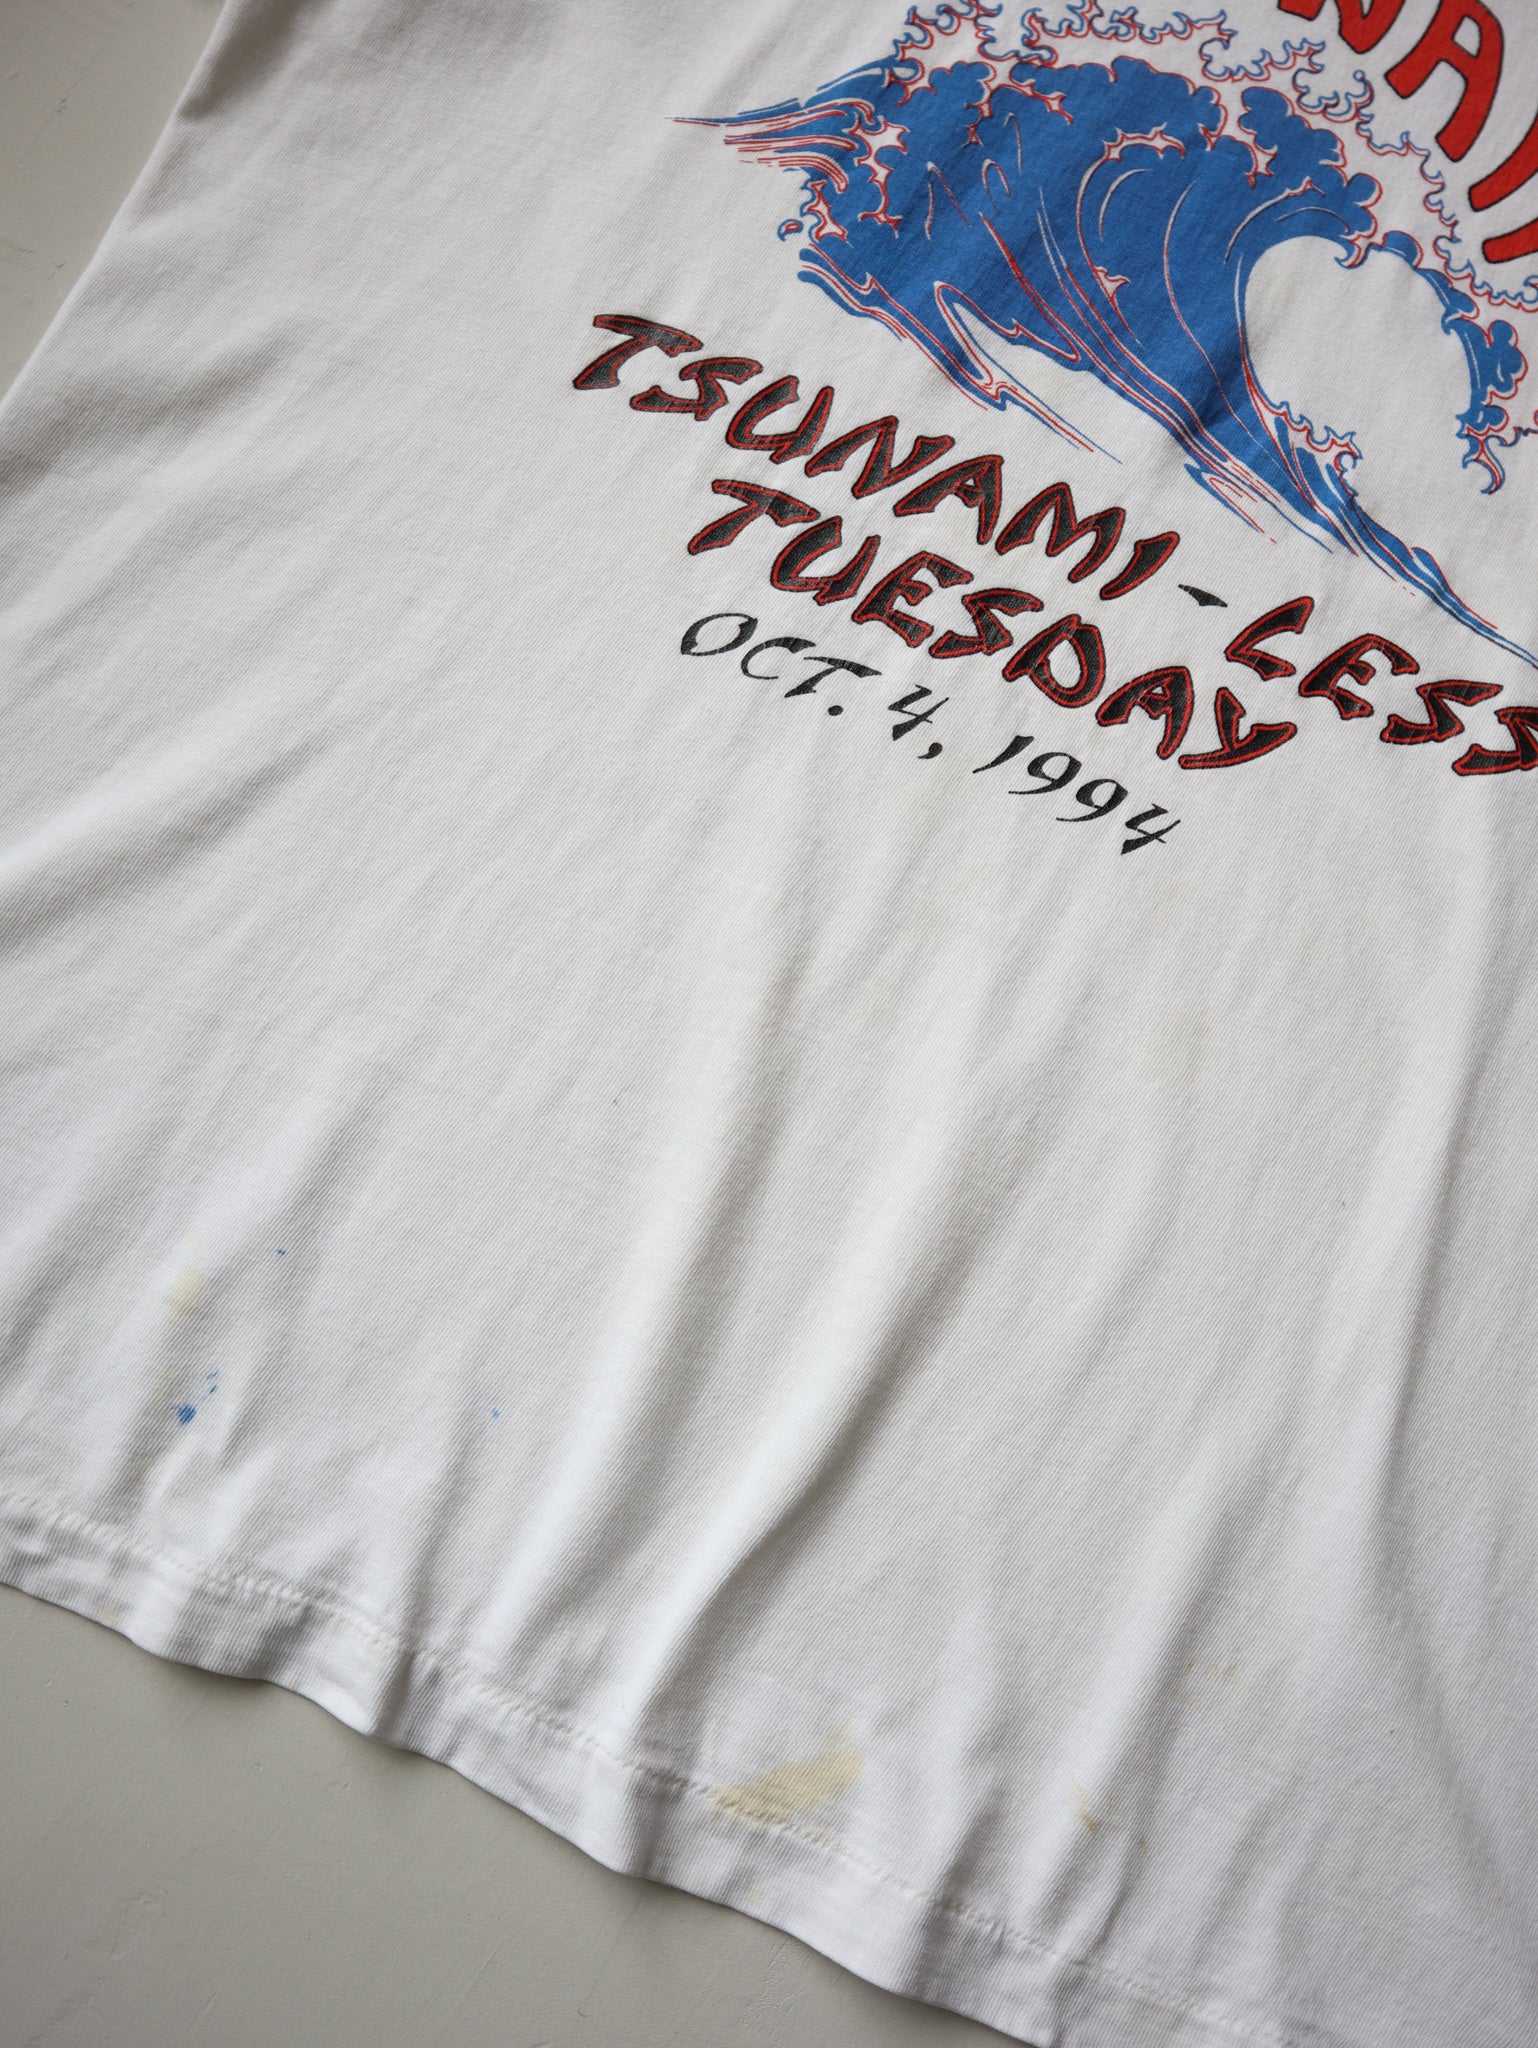 TSUNAMI-LESS
TUESDAY
OCT. 4, 1994